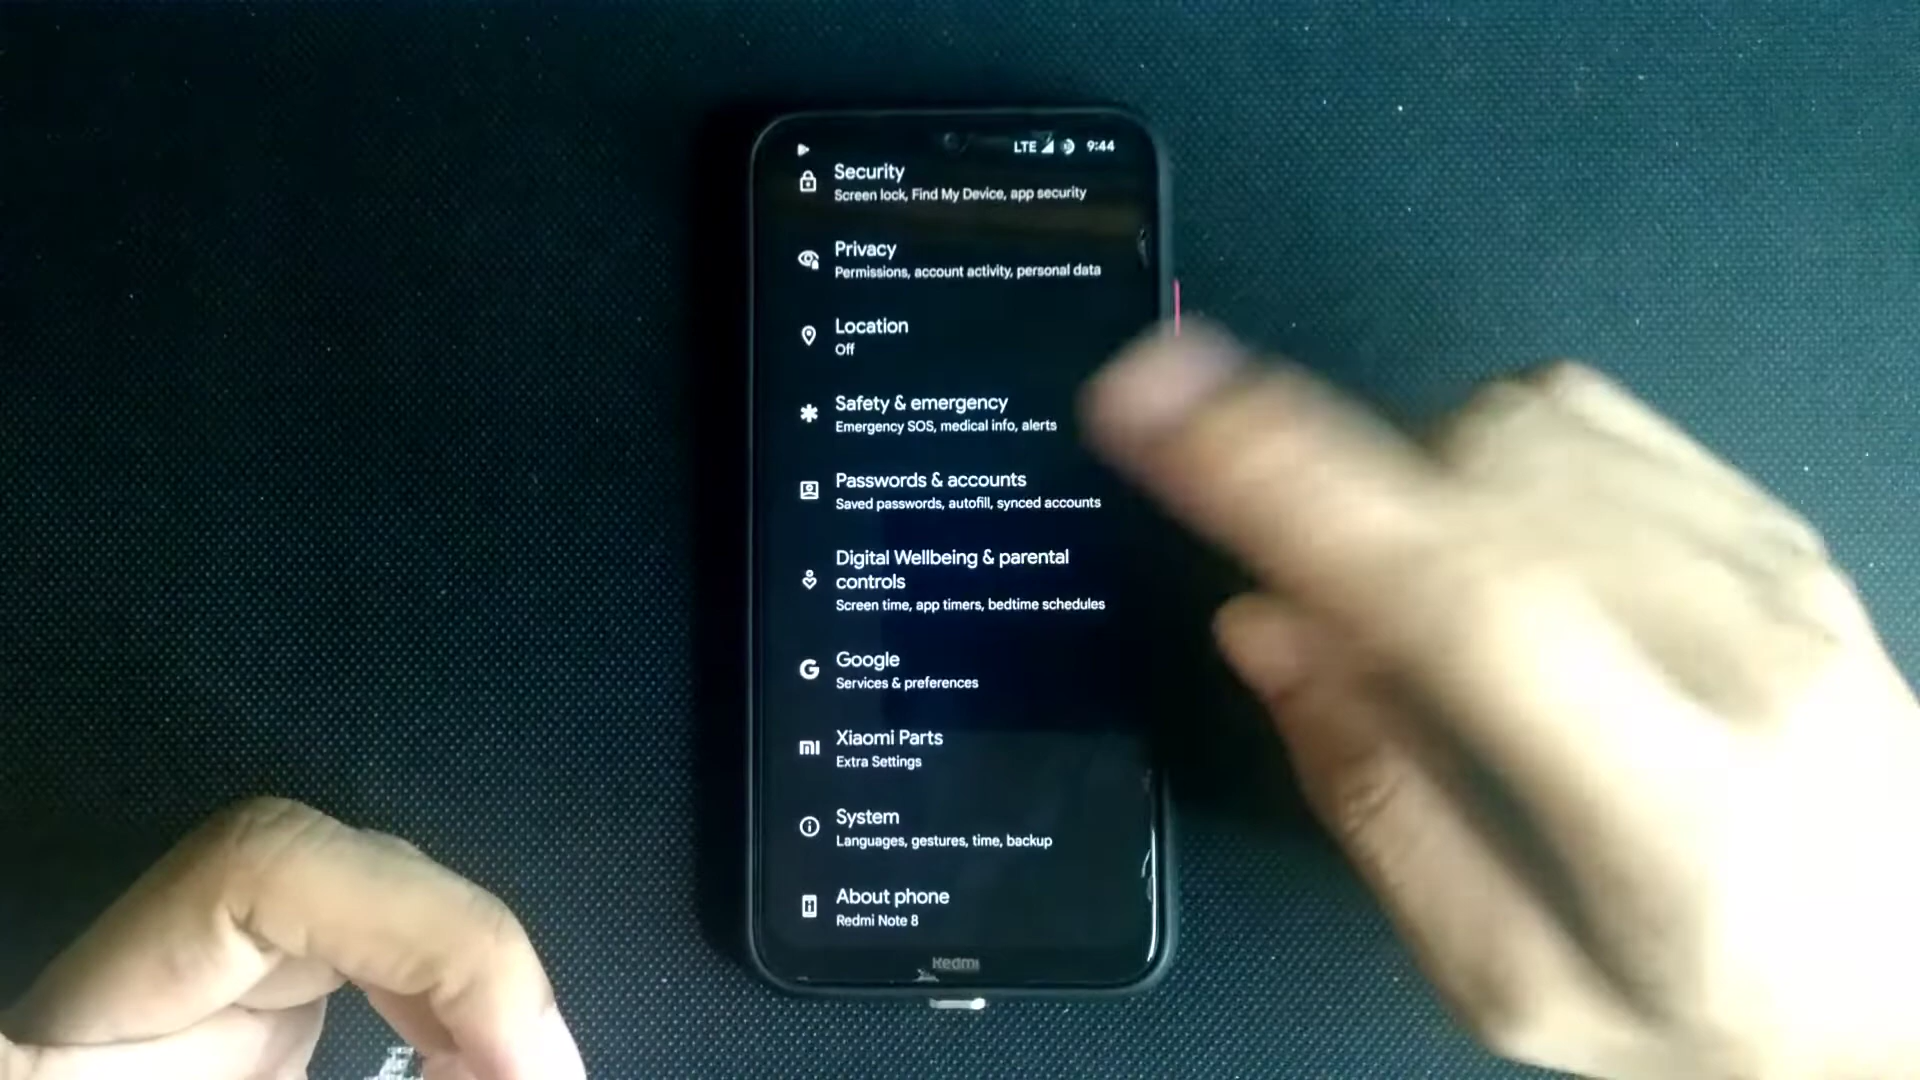 LTE 9:44
Security
Screen lock, Find My Device, app security
Privacy
Permissions, account activity, personal data
Location
Off
Safety & emergency
Emergency SOS, medical info, alerts
Passwords & accounts
Saved passwords, autofill, synced accounts
Digital Wellbeing & parental
controls
Screen time, app timers, bedtime schedules
Google
Services & preferences
Xiaomi Parts
Extra Settings
System
Languages, gestures, time, backup
About phone
Redmi Note 8
Redmi